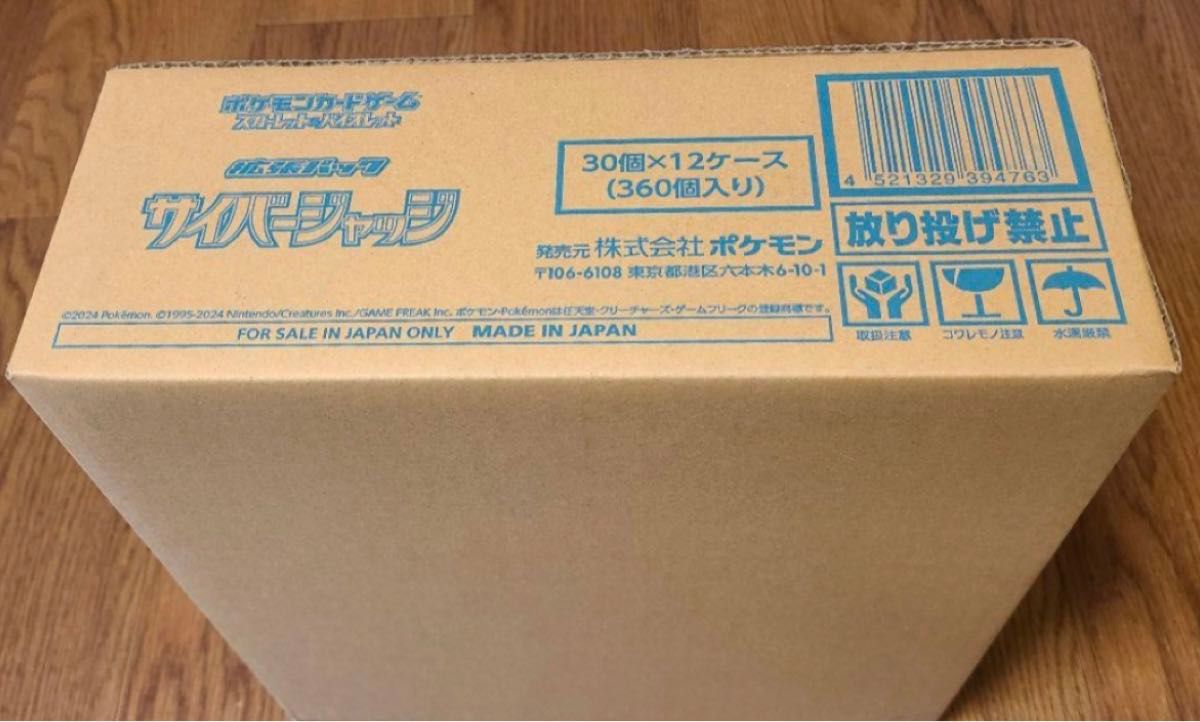 ポケモンカードゲーム
スカーレット&バイオレット
拡張パック
サイバージャッジ
30個×12ケース
(360個入り)
発売元 株式会社 ポケモン
〒106-6108 東京都港区六本木6-10-1
©2024 Pokémon. ©1995-2024 Nintendo/Creatures Inc./GAME FREAK Inc. ポケモン・Pokémonは任天堂・クリーチャーズ・ゲームフリークの登録商標です。
FOR SALE IN JAPAN ONLY MADE IN JAPAN
4 521329 394763
放り投げ禁止
取扱注意
コワレモノ注意
水濡厳禁